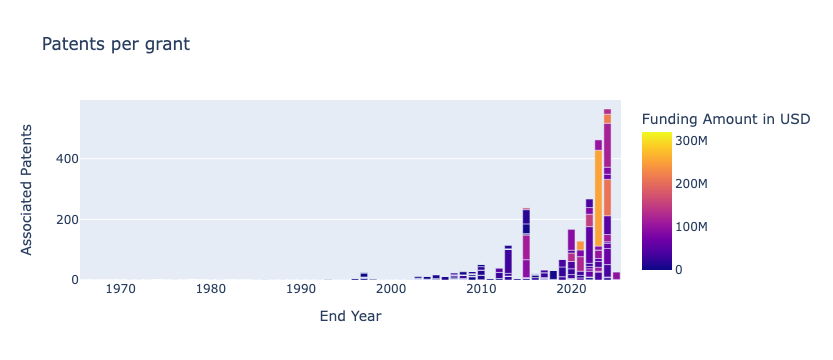 Patents per grant
Funding Amount in USD
300M
200M
100M
0
Associated Patents
400
200
0
1970
1980
1990
2000
2010
2020
End Year